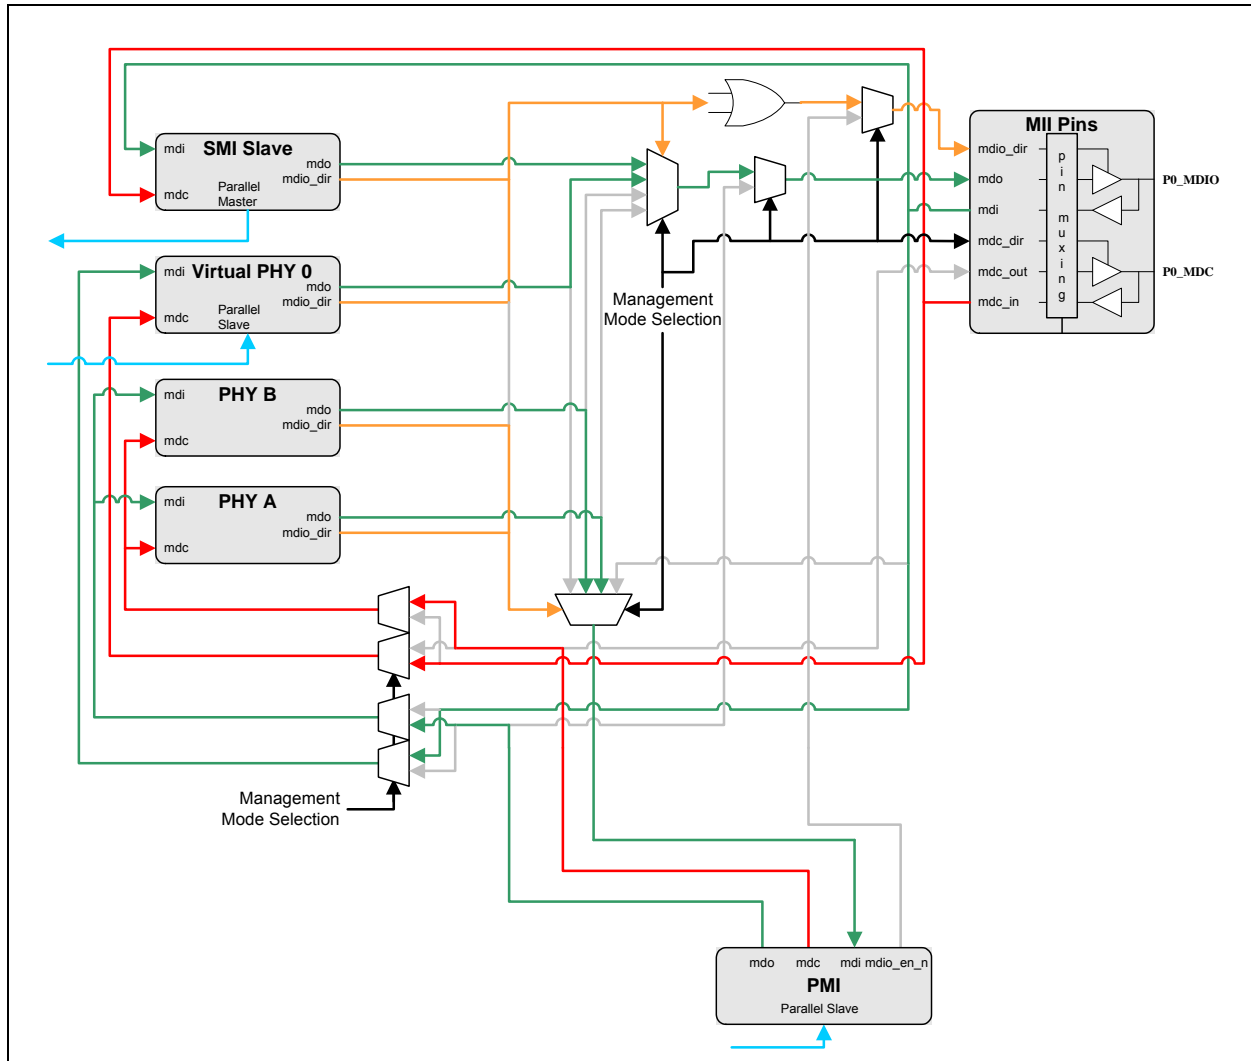 SMI Slave
mdi
mdo
mdio_dir
mdc
Parallel
Master
Virtual PHY 0
mdi
mdo
mdio_dir
mdc
Parallel
Slave
PHY B
mdi
mdo
mdio_dir
mdc
PHY A
mdi
mdo
mdio_dir
mdc
Management
Mode Selection
MII Pins
mdio_dir
mdo
mdi
mdc_dir
mdc_out
mdc_in
pin muxing
P0_MDIO
P0_MDC
Management
Mode Selection
mdo mdc mdi mdio_en_n
PMI
Parallel Slave